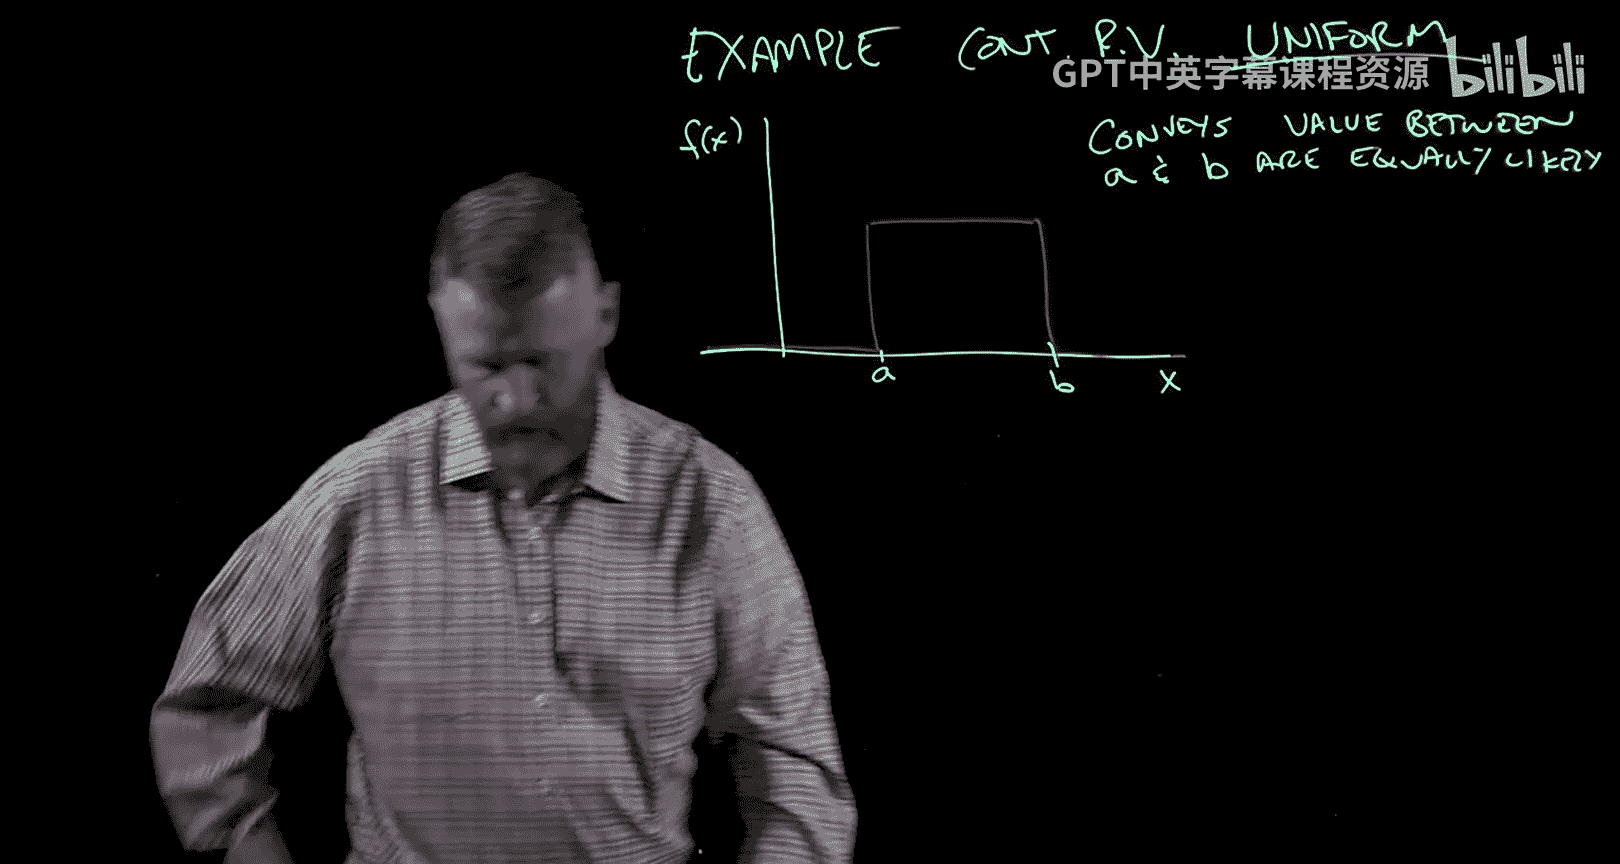 EXAMPLE CONT. R.V. UNIFORM
GPT中英字幕课程资源 bilibili
f(x)
CONVEYS VALUE BETWEEN
a & b ARE EQUALLY LIKELY
a b x